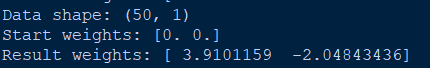 Data shape: (50, 1)
Start weights: [0. 0.]
Result weights: [ 3.9101159  -2.04843436]